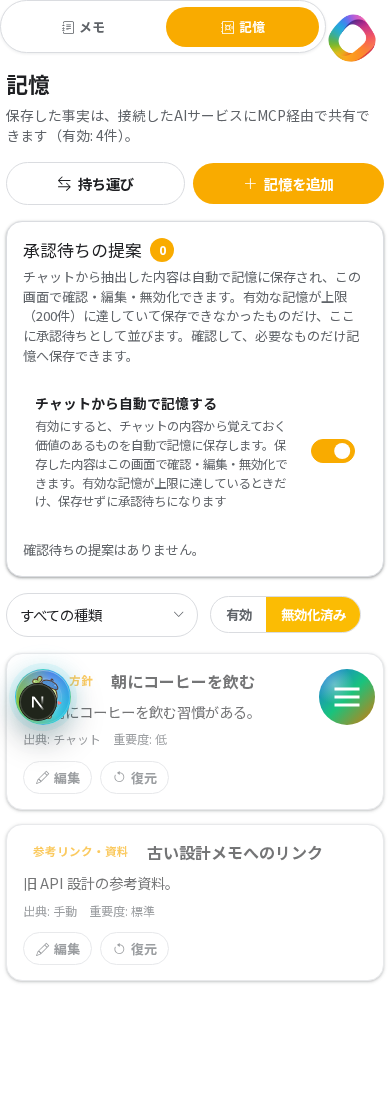 メモ
記憶
記憶
保存した事実は、接続したAIサービスにMCP経由で共有で
きます（有効: 4件）。
持ち運び
記憶を追加
承認待ちの提案 0
チャットから抽出した内容は自動で記憶に保存され、この
画面で確認・編集・無効化できます。有効な記憶が上限
（200件）に達していて保存できなかったものだけ、ここ
に承認待ちとして並びます。確認して、必要なものだけ記
憶へ保存できます。
チャットから自動で記憶する
有効にすると、チャットの内容から覚えておく
価値のあるものを自動で記憶に保存します。保
存した内容はこの画面で確認・編集・無効化で
きます。有効な記憶が上限に達しているときだ
け、保存せずに承認待ちになります
確認待ちの提案はありません。
すべての種類
有効
無効化済み
方針 朝にコーヒーを飲む
にコーヒーを飲む習慣がある。
出典: チャット 重要度: 低
編集
復元
参考リンク・資料 古い設計メモへのリンク
旧 API 設計の参考資料。
出典: 手動 重要度: 標準
編集
復元
N